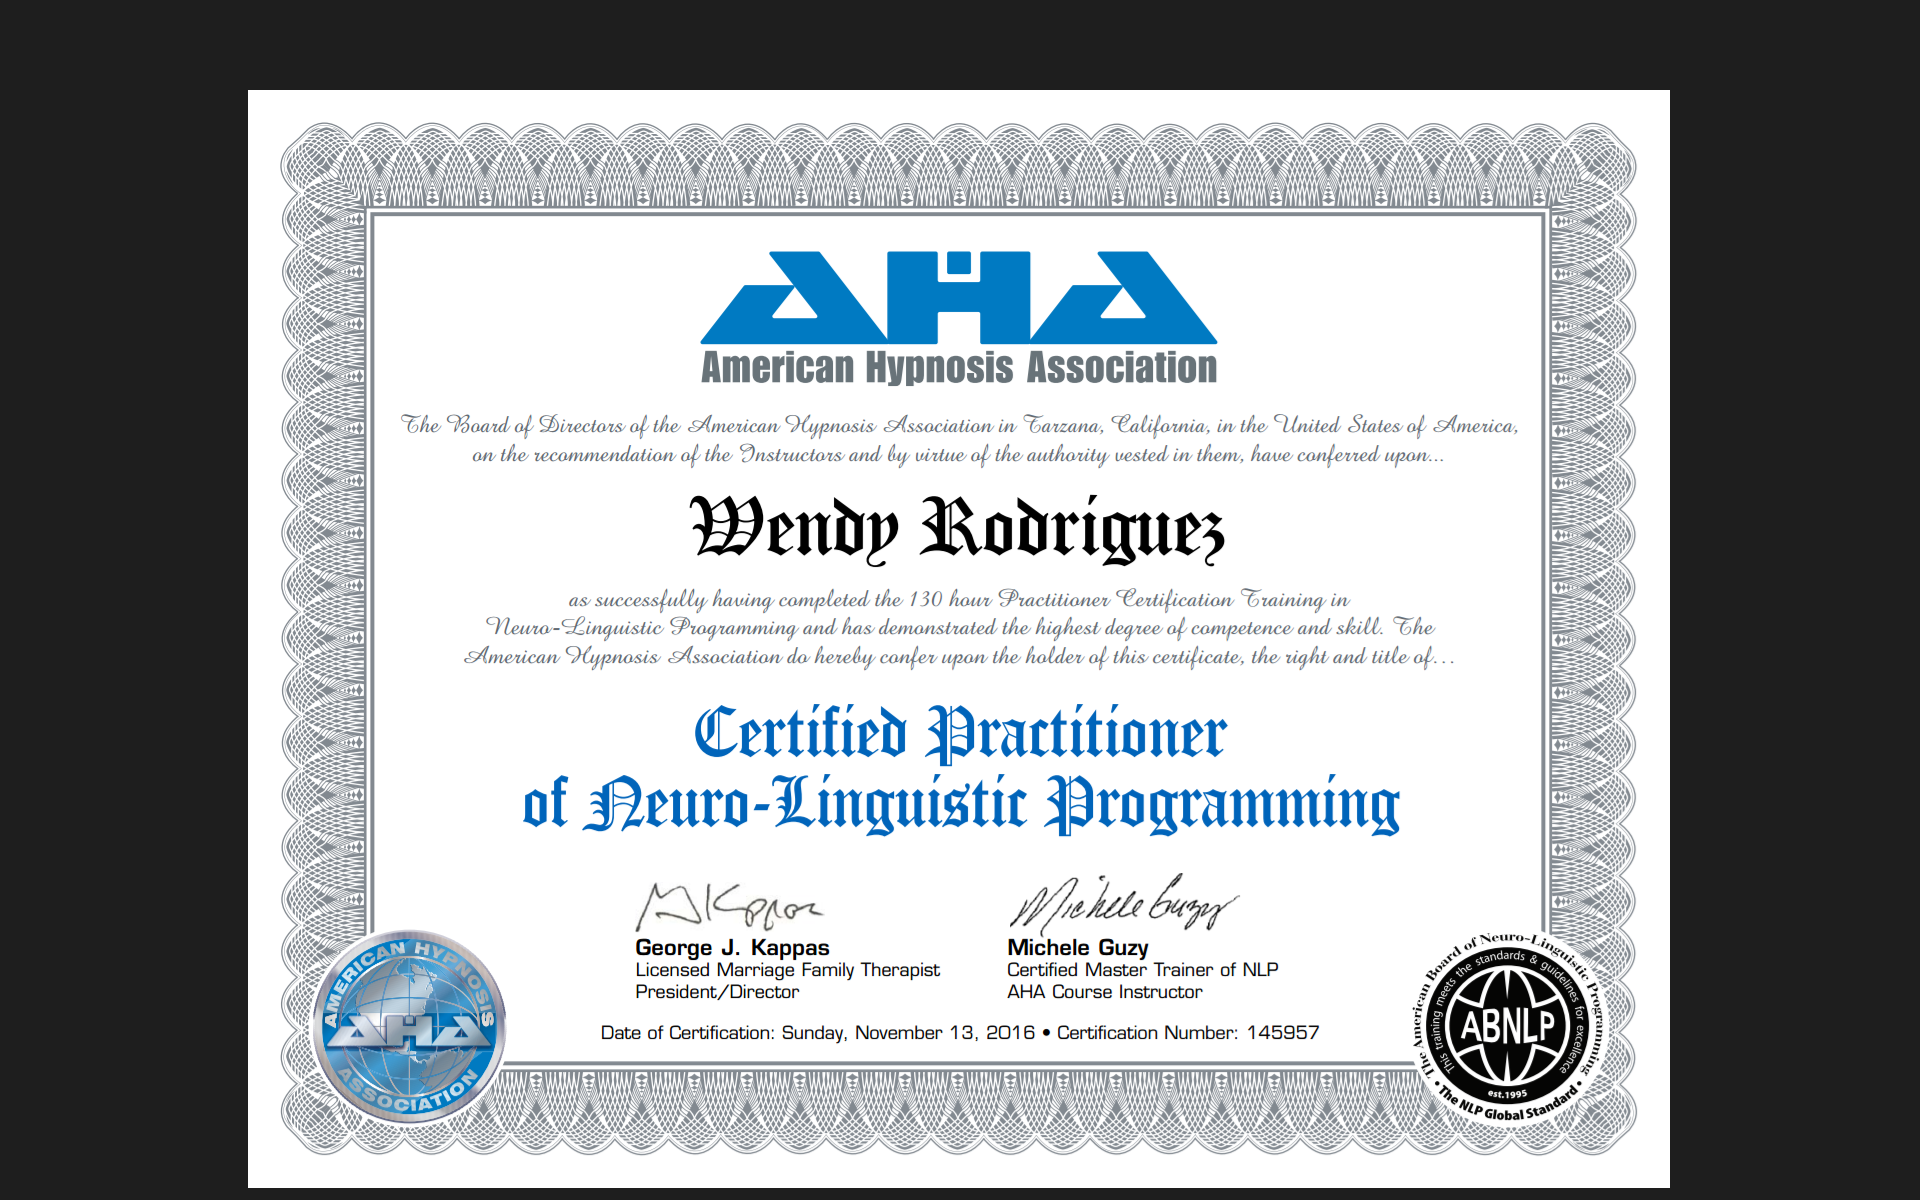 AHA
American Hypnosis Association
The Board of Directors of the American Hypnosis Association in Tarzana, California, in the United States of America,
on the recommendation of the Instructors and by virtue of the authority vested in them, have conferred upon...
Wendy Rodriguez
as successfully having completed the 130 hour Practitioner Certification Training in
Neuro-Linguistic Programming and has demonstrated the highest degree of competence and skill. The
American Hypnosis Association do hereby confer upon the holder of this certificate, the right and title of...
Certified Practitioner
of Neuro-Linguistic Programming
G J Kappas
Michele Guzy
George J. Kappas
Licensed Marriage Family Therapist
President/Director
Michele Guzy
Certified Master Trainer of NLP
AHA Course Instructor
Date of Certification: Sunday, November 13, 2016 • Certification Number: 145957
AMERICAN HYPNOSIS
AHA
ASSOCIATION
The American Board of Neuro-Linguistic Programming
This training meets the standards & guidelines for excellence
ABNLP
est.1995
• The NLP Global Standard •